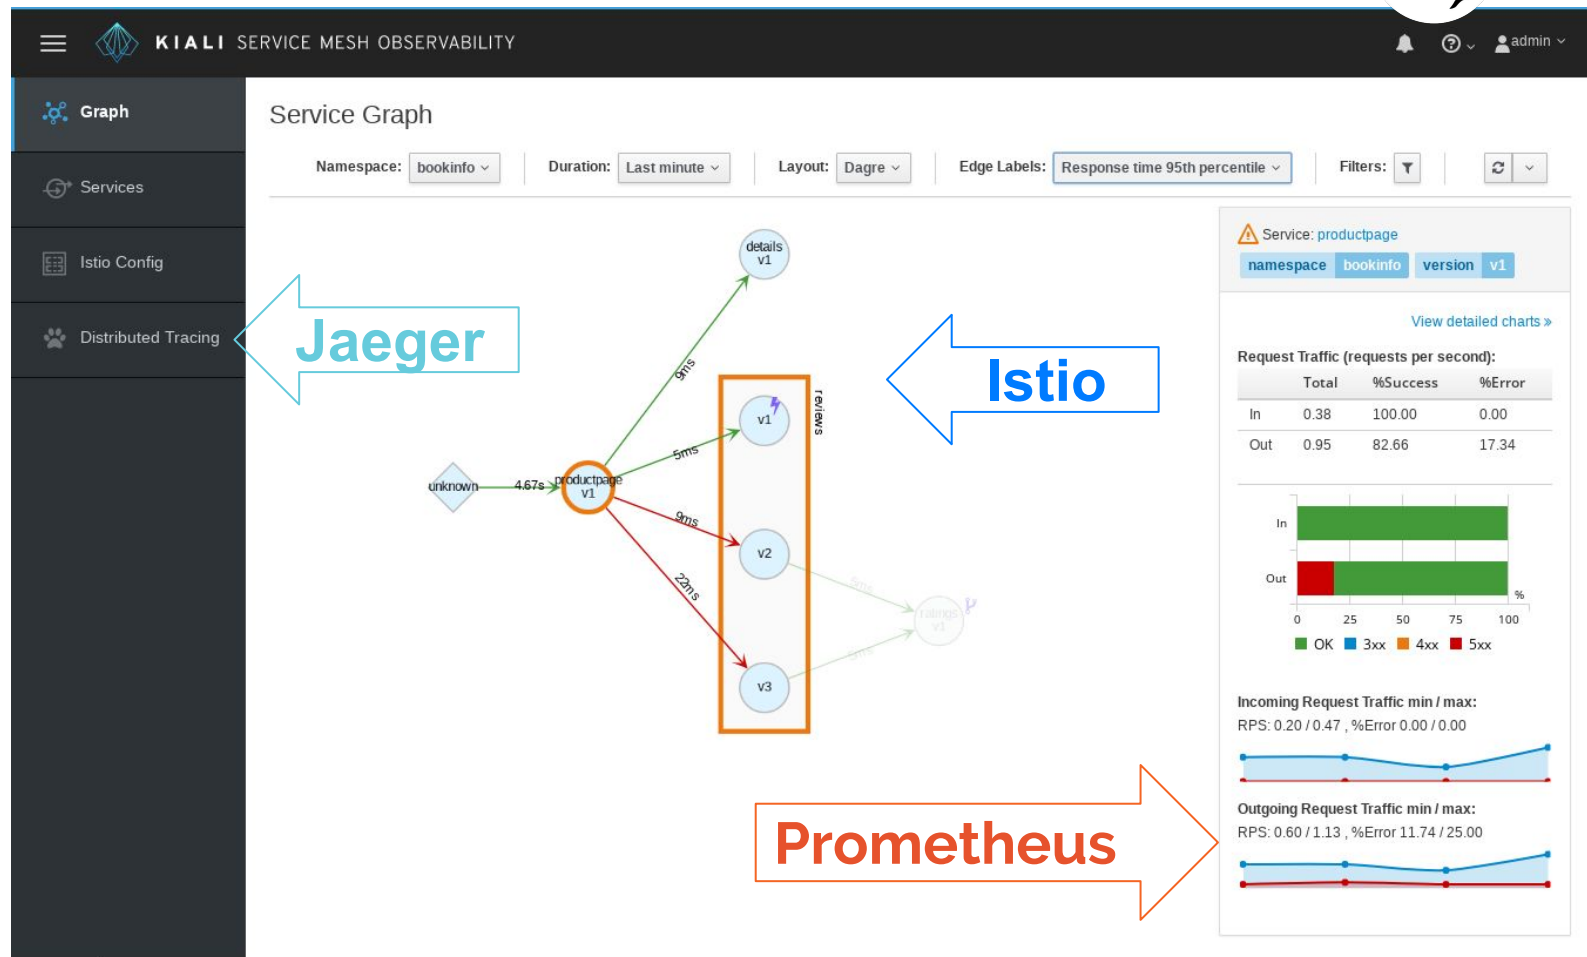 KIALI SERVICE MESH OBSERVABILITY
admin
Graph
Services
Istio Config
Distributed Tracing
Service Graph
Namespace: bookinfo
Duration: Last minute
Layout: Dagre
Edge Labels: Response time 95th percentile
Filters:
Jaeger
Istio
Prometheus
details
v1
9ms
reviews
v1
5ms
unknown
4.67s
productpage
v1
9ms
v2
22ms
5ms
ratings
v1
5ms
v3
Service: productpage
namespace bookinfo version v1
View detailed charts »
Request Traffic (requests per second):
Total %Success %Error
In 0.38 100.00 0.00
Out 0.95 82.66 17.34
In
Out
%
0 25 50 75 100
OK 3xx 4xx 5xx
Incoming Request Traffic min / max:
RPS: 0.20 / 0.47 , %Error 0.00 / 0.00
Outgoing Request Traffic min / max:
RPS: 0.60 / 1.13 , %Error 11.74 / 25.00